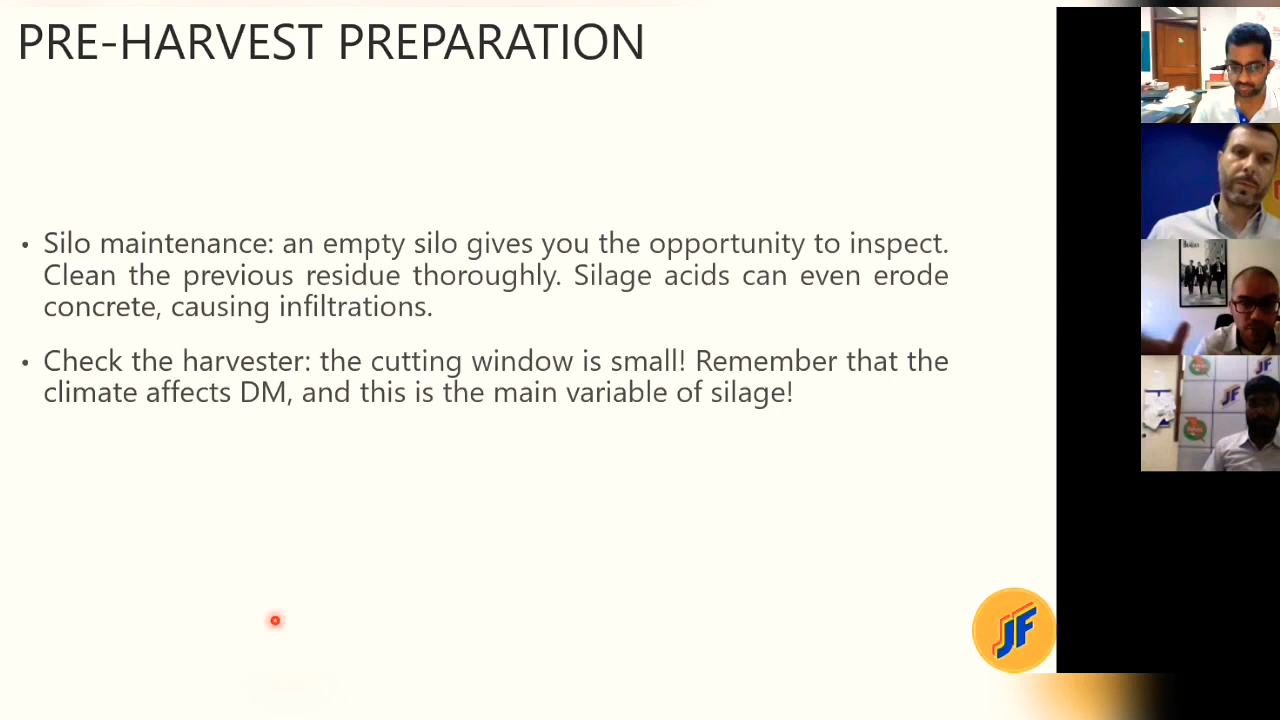 PRE-HARVEST PREPARATION
• Silo maintenance: an empty silo gives you the opportunity to inspect.
Clean the previous residue thoroughly. Silage acids can even erode
concrete, causing infiltrations.
• Check the harvester: the cutting window is small! Remember that the
climate affects DM, and this is the main variable of silage!
JF
JF
JF